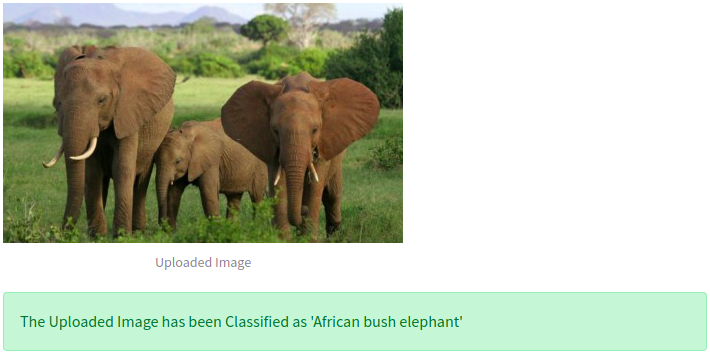 Uploaded Image
The Uploaded Image has been Classified as 'African bush elephant'